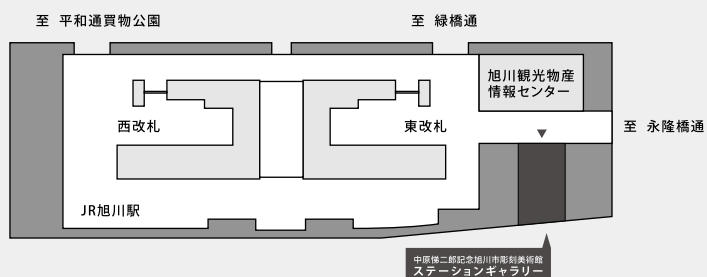 至 平和通買物公園
至 緑橋通
旭川観光物産
情報センター
西改札
東改札
至 永隆橋通
JR旭川駅
中原悌二郎記念旭川市彫刻美術館
ステーションギャラリー